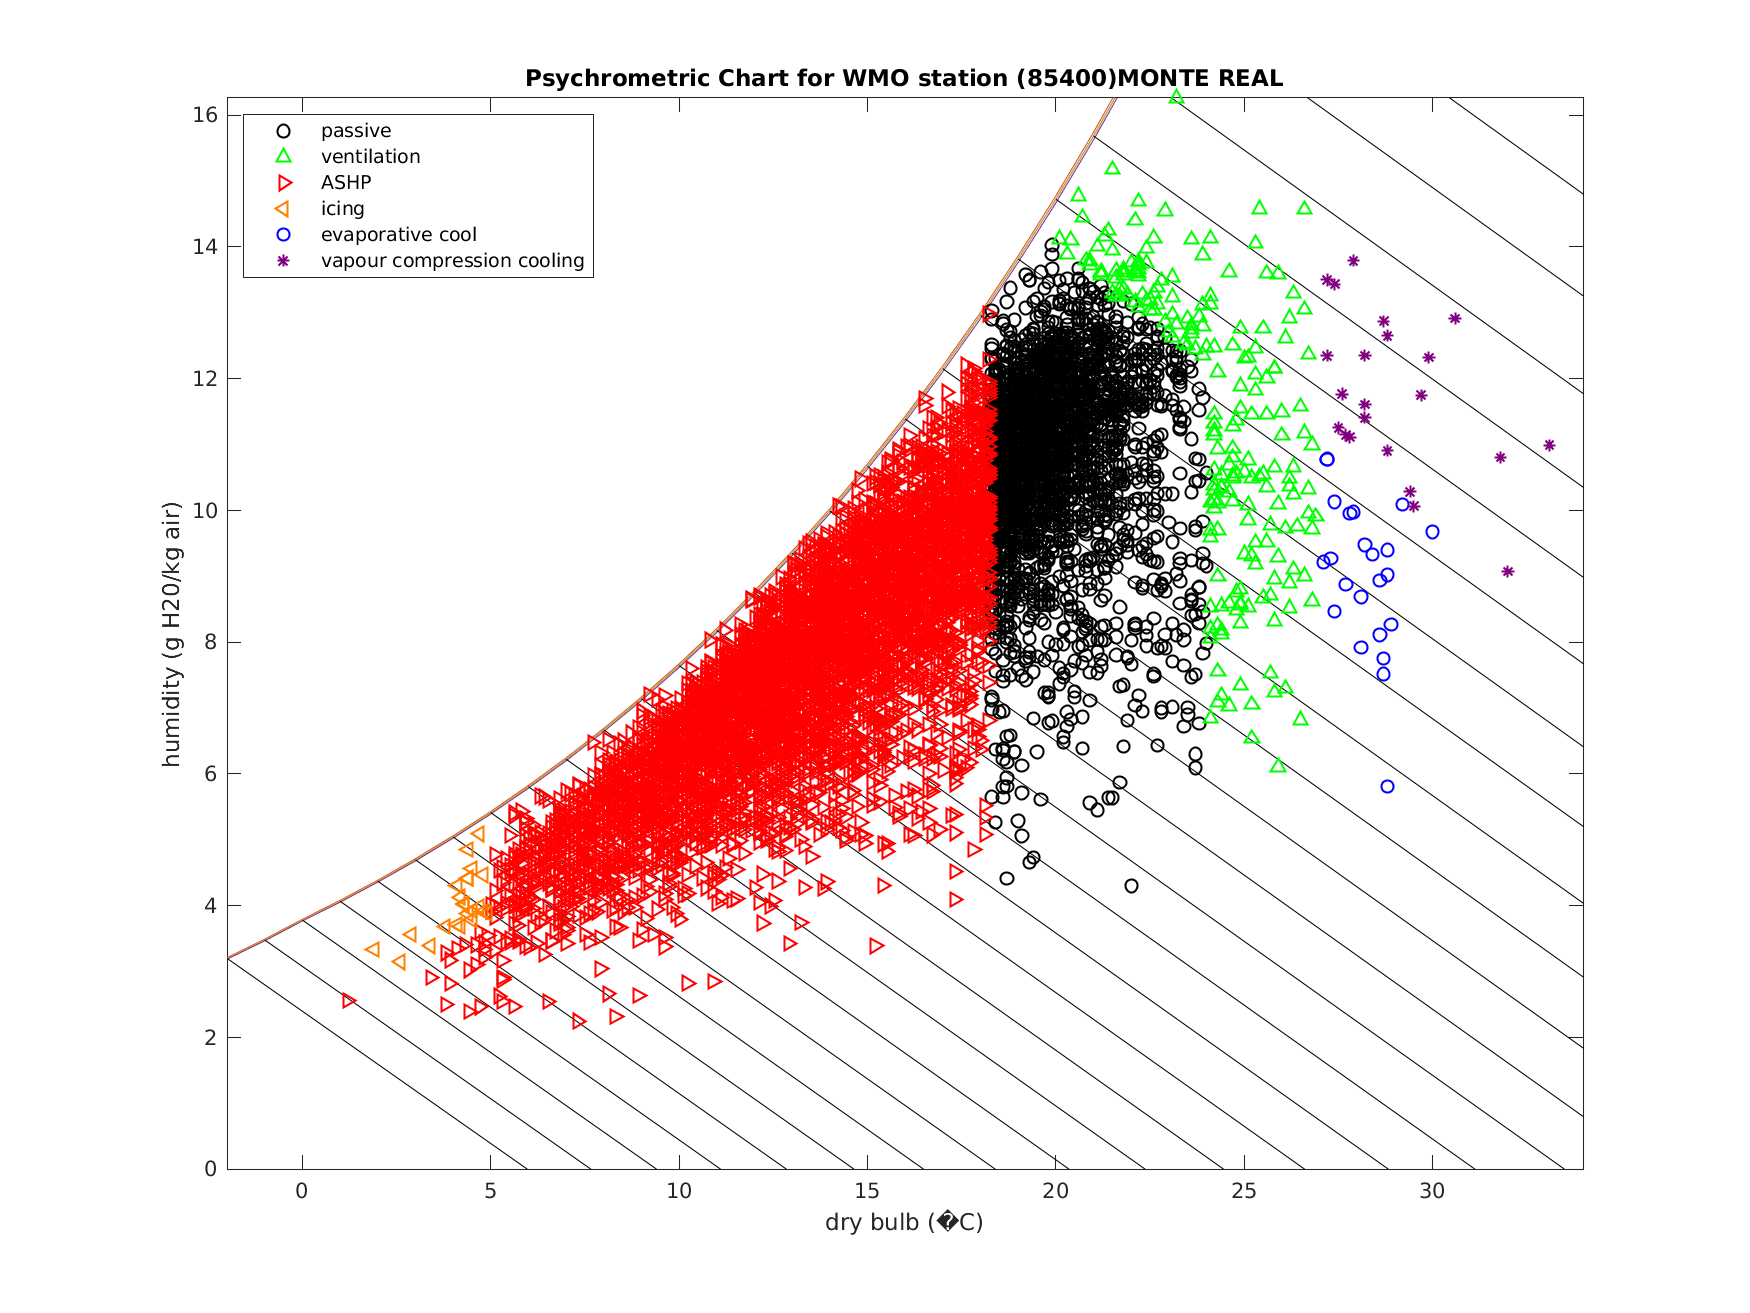 Psychrometric Chart for WMO station (85400)MONTE REAL
passive
ventilation
ASHP
icing
evaporative cool
vapour compression cooling
humidity (g H20/kg air)
16
14
12
10
8
6
4
2
0
0 5 10 15 20 25 30
dry bulb (�C)